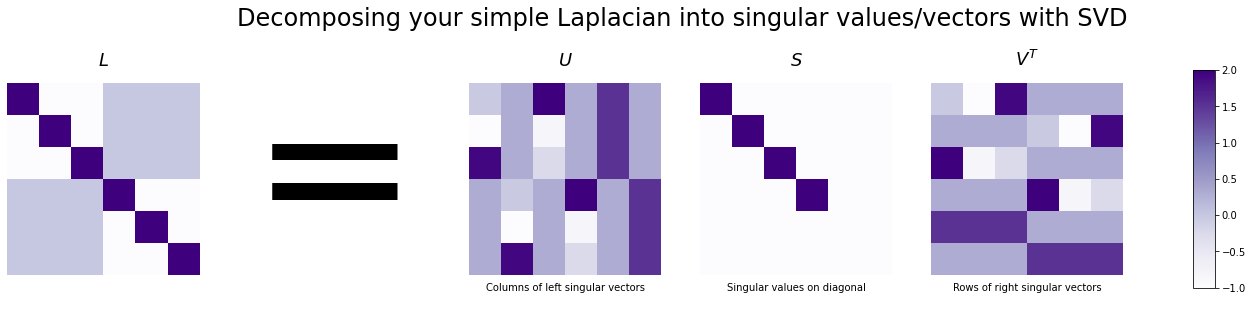 Decomposing your simple Laplacian into singular values/vectors with SVD
L
=
U
S
V^T
Columns of left singular vectors
Singular values on diagonal
Rows of right singular vectors
2.0
1.5
1.0
0.5
0.0
−0.5
−1.0